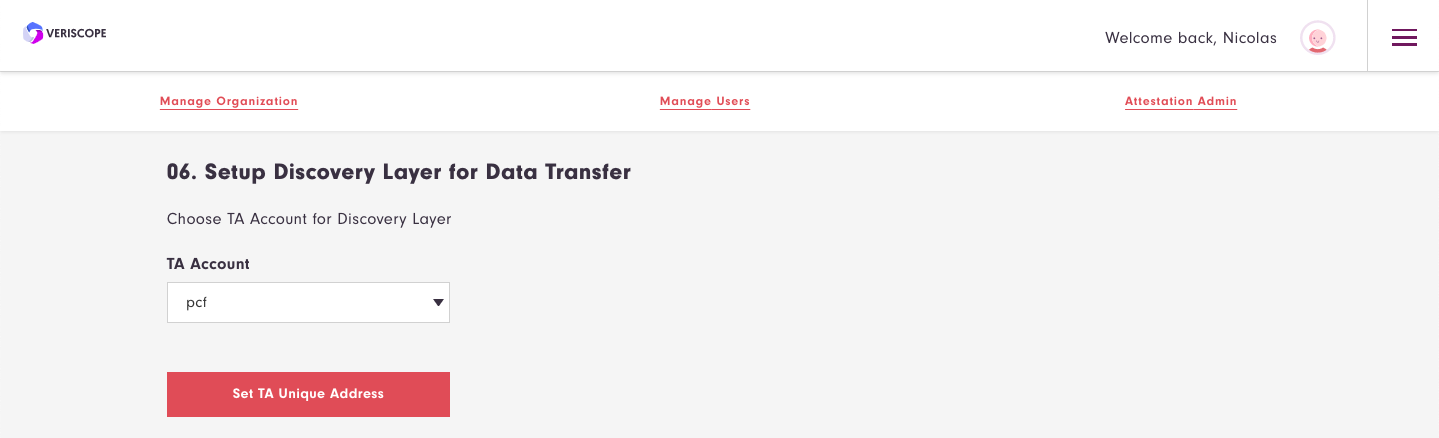 VERISCOPE
Welcome back, Nicolas
Manage Organization
Manage Users
Attestation Admin
06. Setup Discovery Layer for Data Transfer
Choose TA Account for Discovery Layer
TA Account
pcf
Set TA Unique Address